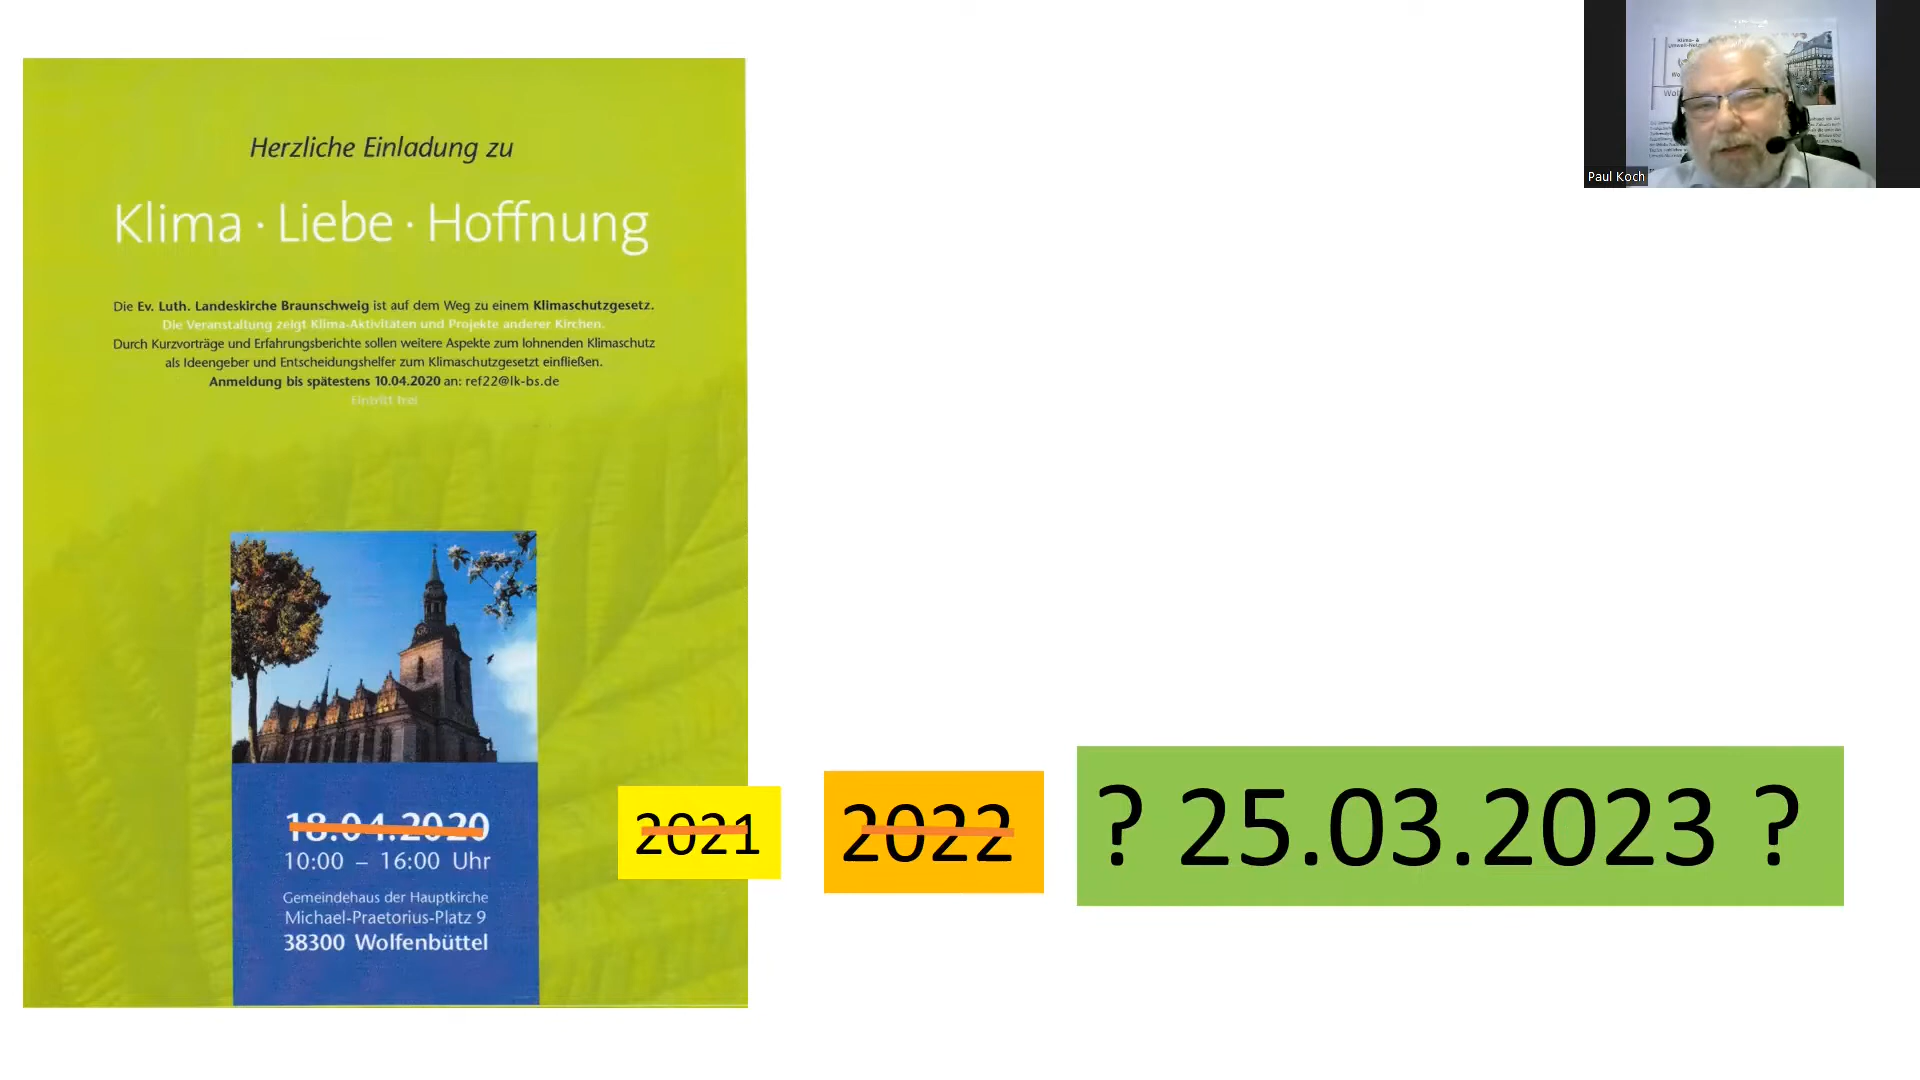 Herzliche Einladung zu
Klima · Liebe · Hoffnung
Die Ev. Luth. Landeskirche Braunschweig ist auf dem Weg zu einem Klimaschutzgesetz.
Die Veranstaltung zeigt Klima-Aktivitäten und Projekte anderer Kirchen.
Durch Kurzvorträge und Erfahrungsberichte sollen weitere Aspekte zum lohnenden Klimaschutz
als Ideengeber und Entscheidungshelfer zum Klimaschutzgesetzt einfließen.
Anmeldung bis spätestens 10.04.2020 an: ref22@lk-bs.de
Eintritt frei
18.04.2020
10:00 – 16:00 Uhr
Gemeindehaus der Hauptkirche
Michael-Praetorius-Platz 9
38300 Wolfenbüttel
2021
2022
? 25.03.2023 ?
Klima- &
Paul Koch